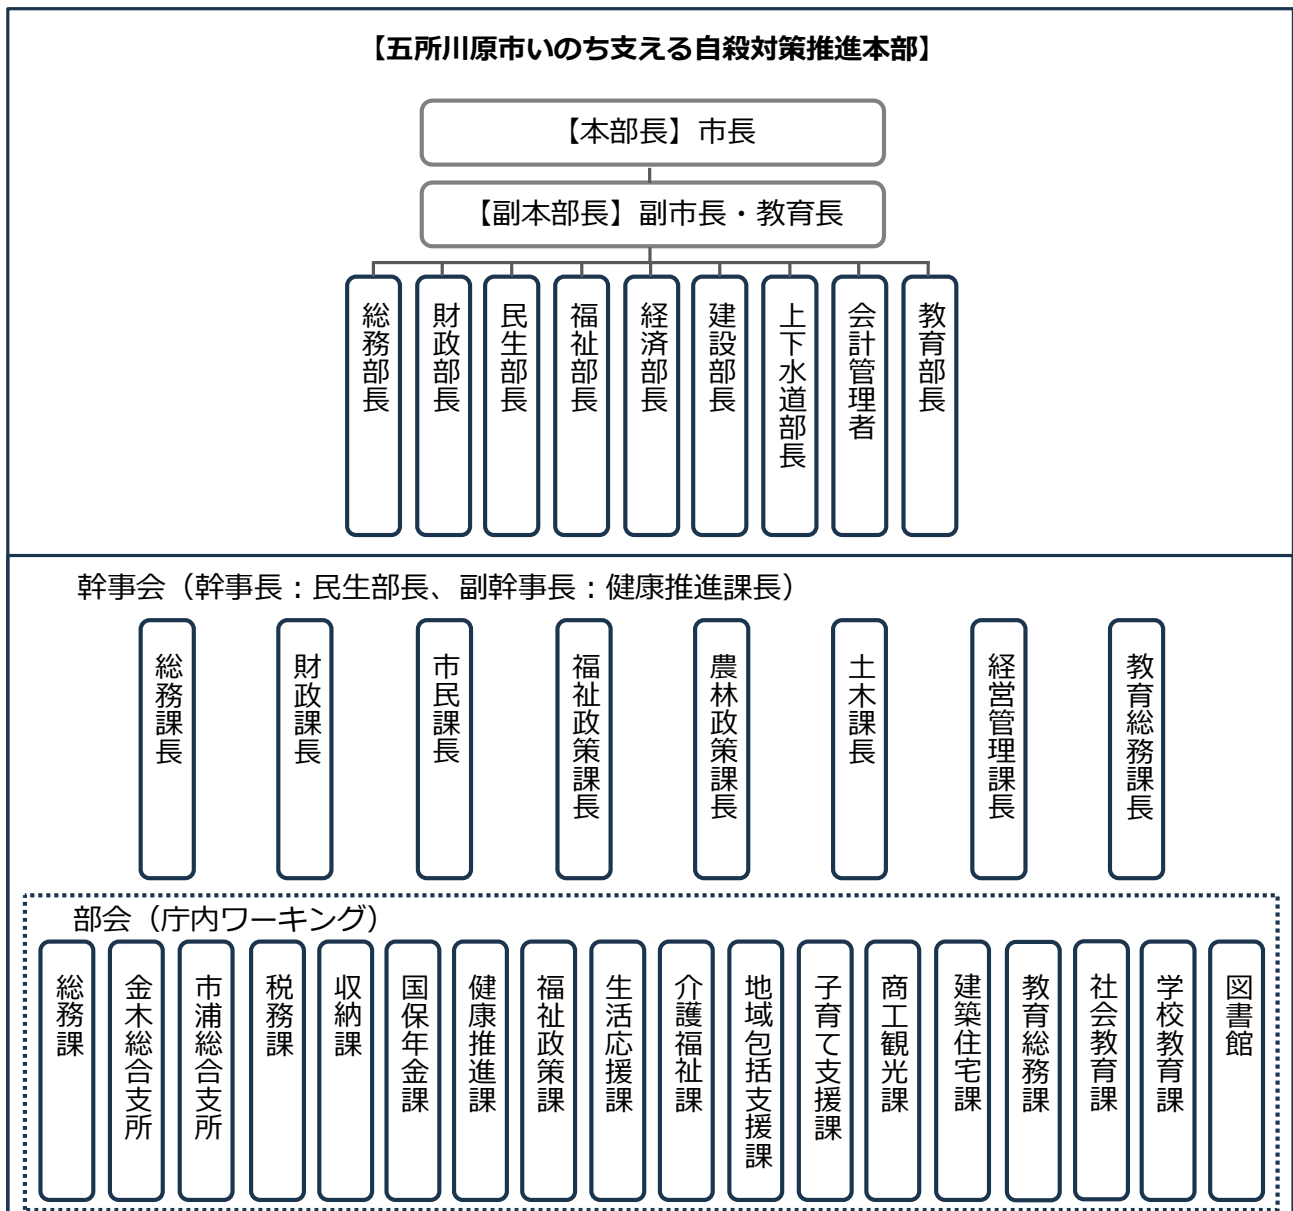 【五所川原市いのち支える自殺対策推進本部】
【本部長】市長
【副本部長】副市長・教育長
総務部長
財政部長
民生部長
福祉部長
経済部長
建設部長
上下水道部長
会計管理者
教育部長
幹事会（幹事長：民生部長、副幹事長：健康推進課長）
総務課長
財政課長
市民課長
福祉政策課長
農林政策課長
土木課長
経営管理課長
教育総務課長
部会（庁内ワーキング）
総務課
金木総合支所
市浦総合支所
税務課
収納課
国保年金課
健康推進課
福祉政策課
生活応援課
介護福祉課
地域包括支援課
子育て支援課
商工観光課
建築住宅課
教育総務課
社会教育課
学校教育課
図書館